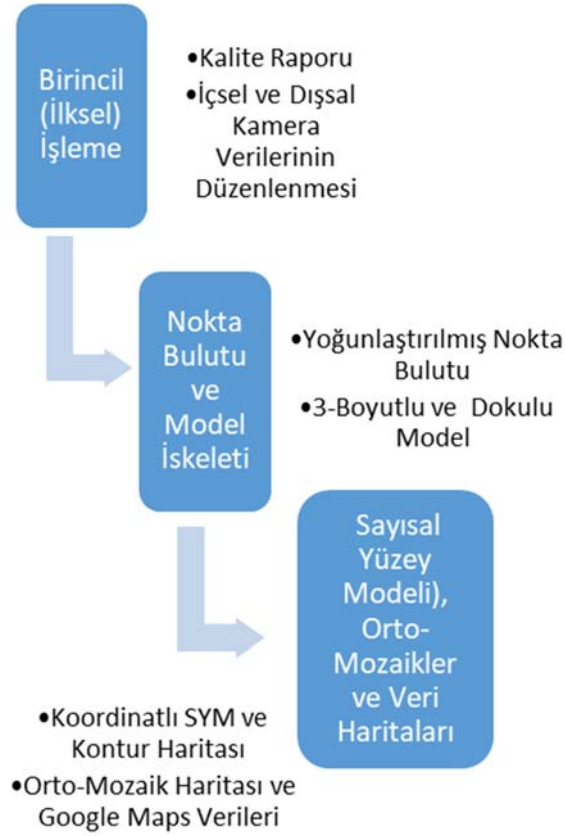 Birincil
(İlksel)
İşleme
•Kalite Raporu
•İçsel ve Dışsal
Kamera
Verilerinin
Düzenlenmesi
Nokta
Bulutu
ve
Model
İskeleti
•Yoğunlaştırılmış Nokta
Bulutu
•3-Boyutlu ve Dokulu
Model
Sayısal
Yüzey
Modeli),
Orto-
Mozaikler
ve Veri
Haritaları
•Koordinatlı SYM ve
Kontur Haritası
•Orto-Mozaik Haritası ve
Google Maps Verileri